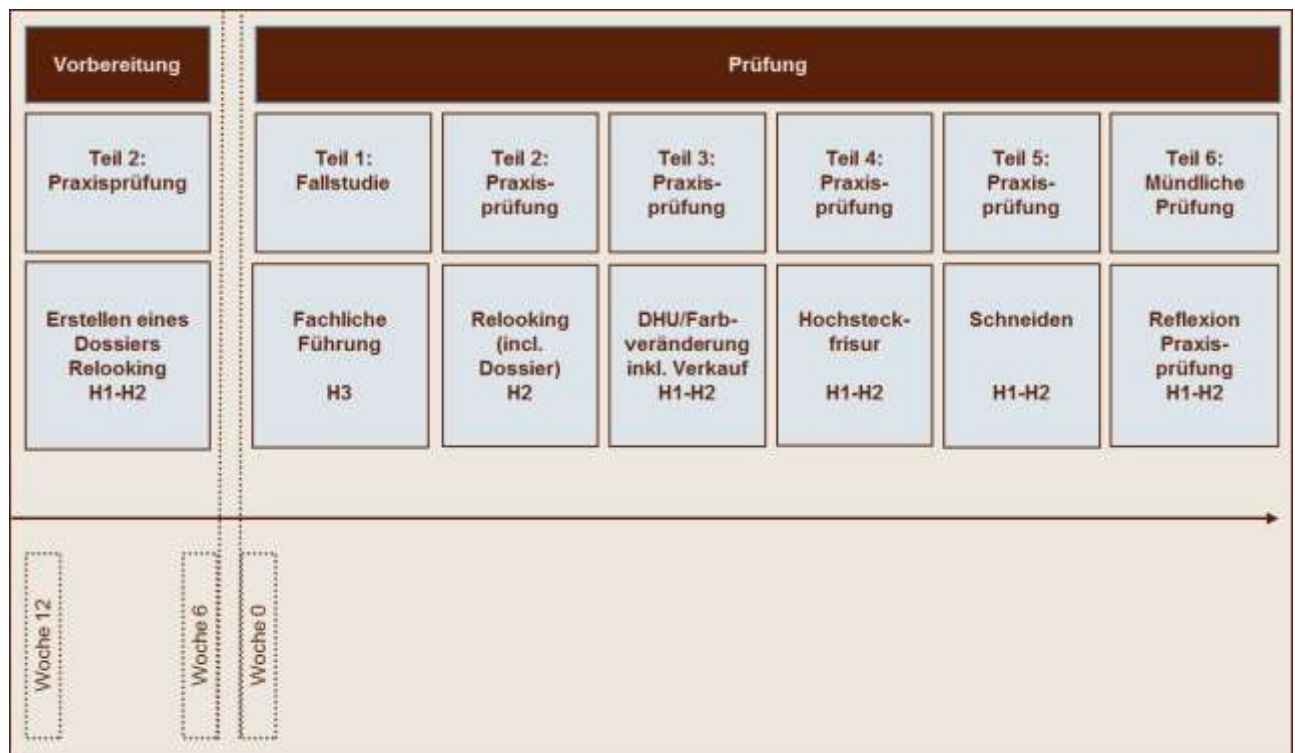 Vorbereitung
Prüfung
Teil 2:
Praxisprüfung
Teil 1:
Fallstudie
Teil 2:
Praxis-
prüfung
Teil 3:
Praxis-
prüfung
Teil 4:
Praxis-
prüfung
Teil 5:
Praxis-
prüfung
Teil 6:
Mündliche
Prüfung
Erstellen eines
Dossiers
Relooking
H1-H2
Fachliche
Führung
H3
Relooking
(incl.
Dossier)
H2
DHU/Farb-
veränderung
inkl. Verkauf
H1-H2
Hochsteck-
frisur
H1-H2
Schneiden
H1-H2
Reflexion
Praxis-
prüfung
H1-H2
Woche 12
Woche 6
Woche 0